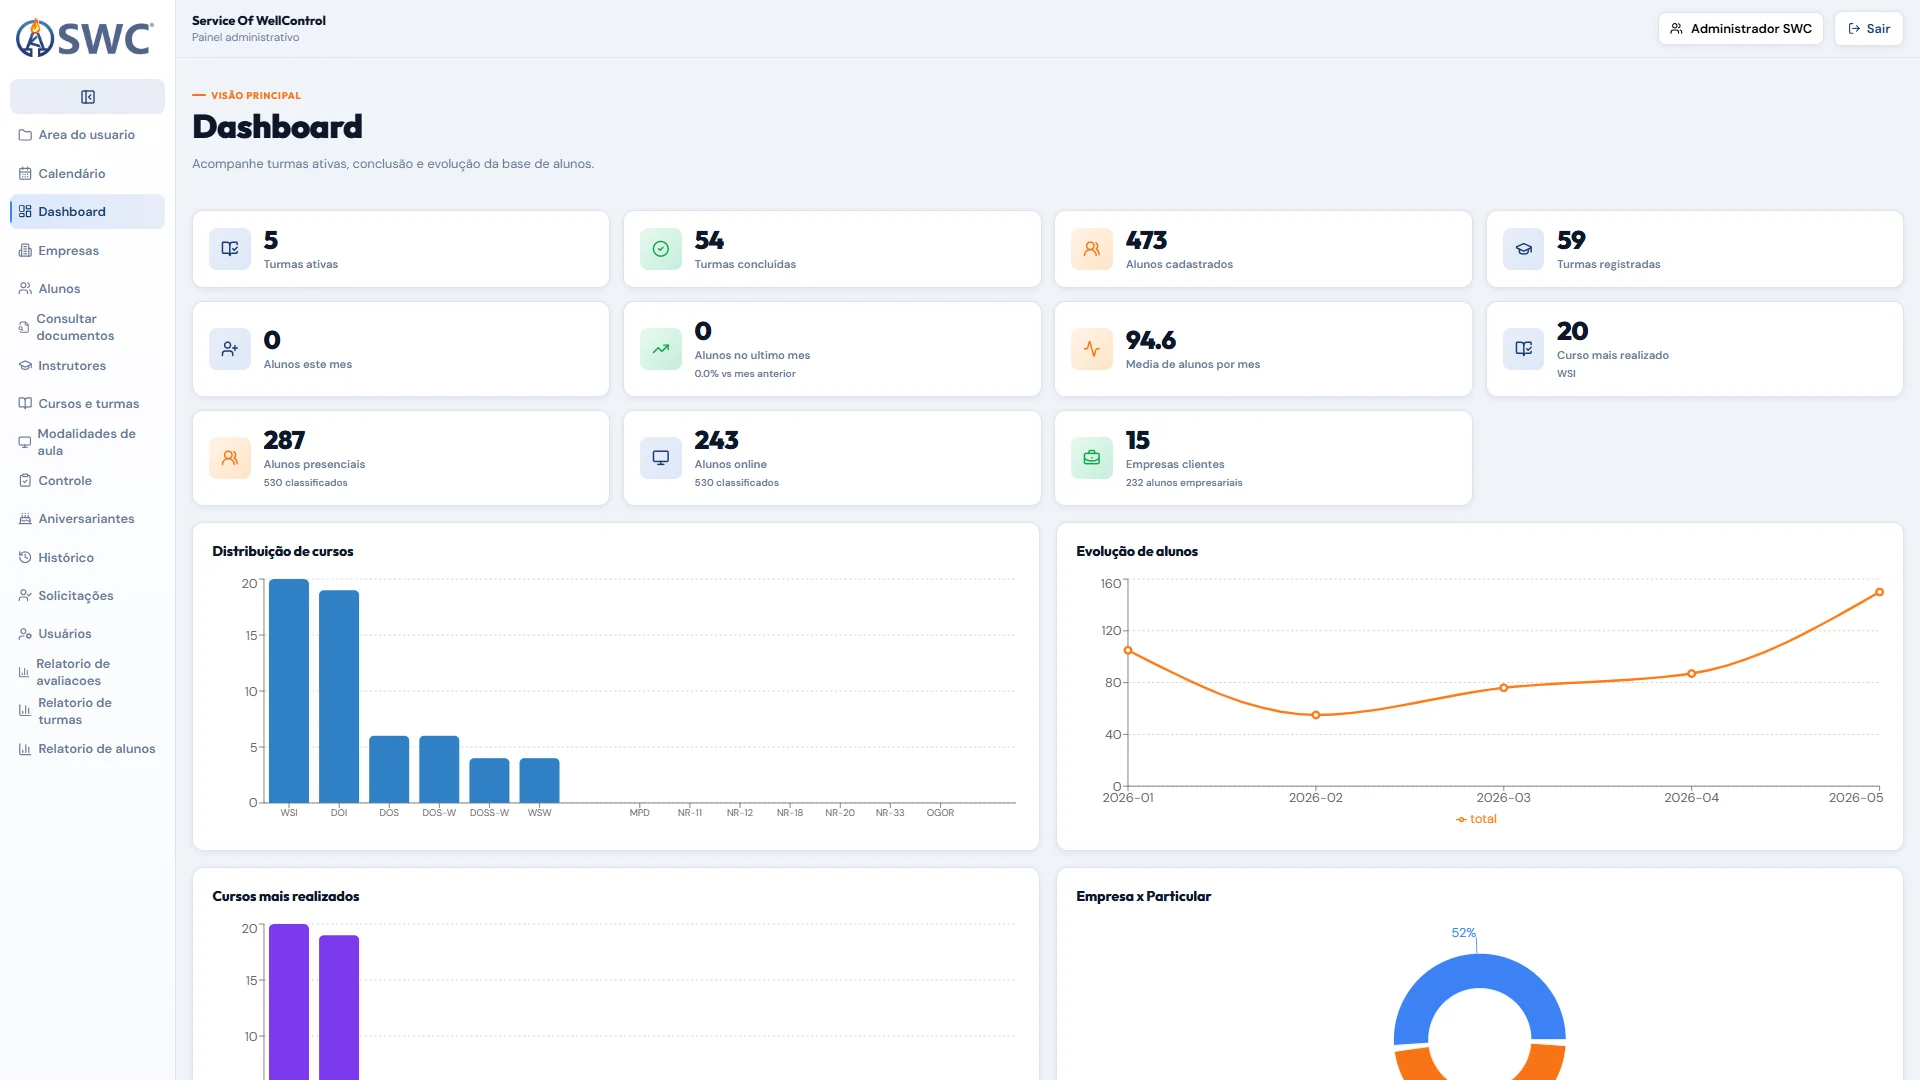 SWC
Service Of WellControl
Painel administrativo
Administrador SWC
Sair
Area do usuario
Calendário
Dashboard
Empresas
Alunos
Consultar
documentos
Instrutores
Cursos e turmas
Modalidades de
aula
Controle
Aniversariantes
Histórico
Solicitações
Usuários
Relatorio de
avaliacoes
Relatorio de
turmas
Relatorio de alunos
VISÃO PRINCIPAL
Dashboard
Acompanhe turmas ativas, conclusão e evolução da base de alunos.
5
Turmas ativas
54
Turmas concluídas
473
Alunos cadastrados
59
Turmas registradas
0
Alunos este mes
0
Alunos no ultimo mes
0.0% vs mes anterior
94.6
Media de alunos por mes
20
Curso mais realizado
WSI
287
Alunos presenciais
530 classificados
243
Alunos online
530 classificados
15
Empresas clientes
232 alunos empresariais
Distribuição de cursos
20
15
10
5
0
WSI DOI DOS DOS-W DOSS-W WSW MPD NR-11 NR-12 NR-18 NR-20 NR-33 OGOR
Evolução de alunos
160
120
80
40
0
2026-01 2026-02 2026-03 2026-04 2026-05
total
Cursos mais realizados
20
15
10
Empresa x Particular
52%